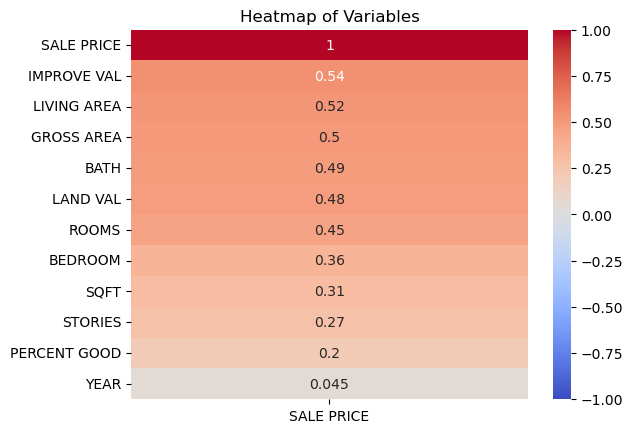 Heatmap of Variables
SALE PRICE 1
IMPROVE VAL 0.54
LIVING AREA 0.52
GROSS AREA 0.5
BATH 0.49
LAND VAL 0.48
ROOMS 0.45
BEDROOM 0.36
SQFT 0.31
STORIES 0.27
PERCENT GOOD 0.2
YEAR 0.045
SALE PRICE
1.00
0.75
0.50
0.25
0.00
−0.25
−0.50
−0.75
−1.00